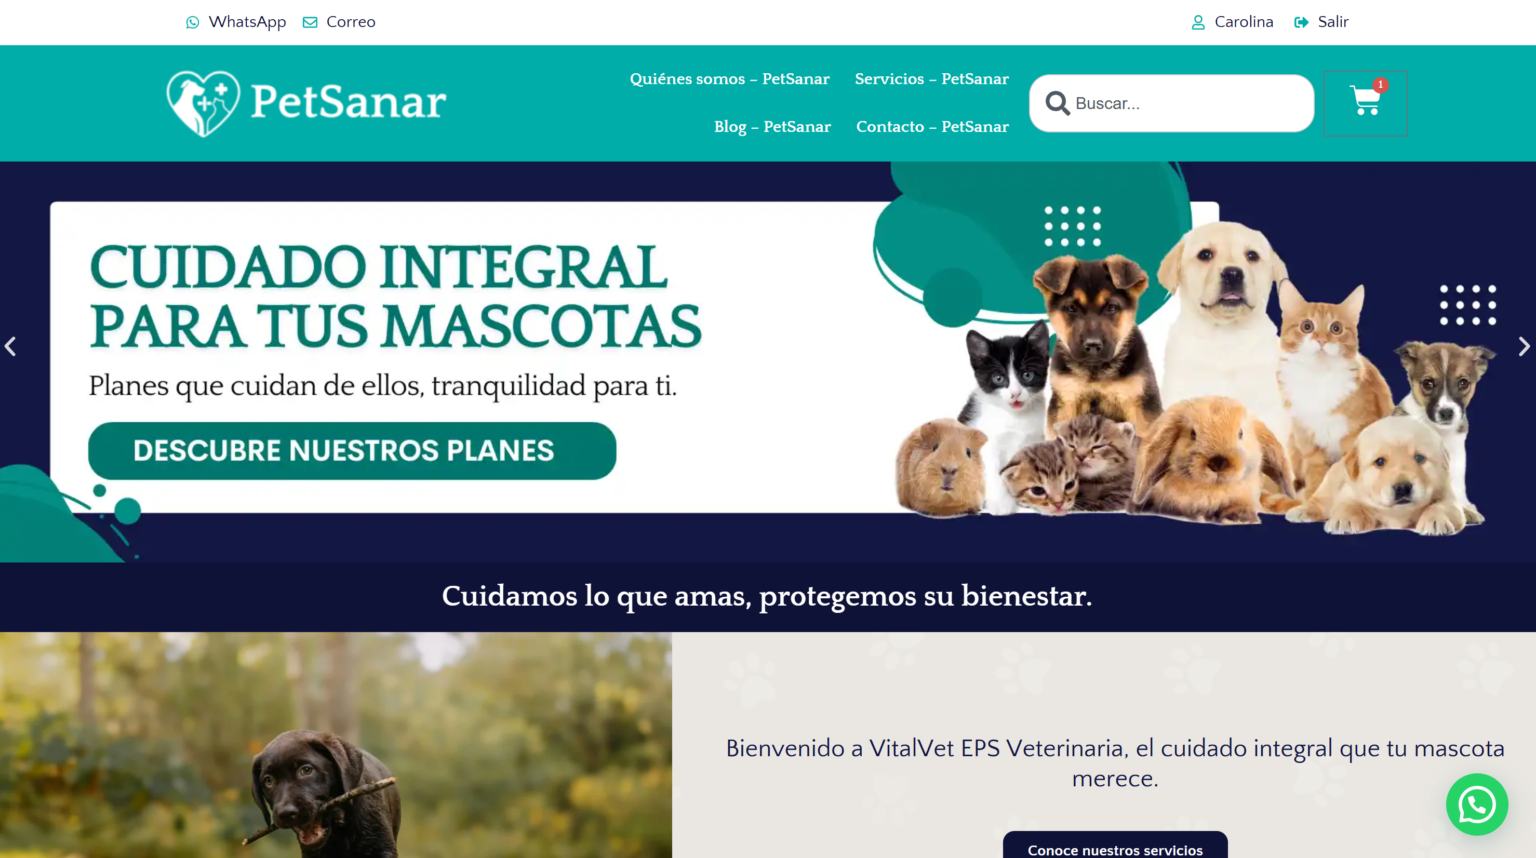 WhatsApp Correo Carolina Salir
PetSanar
Quiénes somos – PetSanar Servicios – PetSanar
Blog – PetSanar Contacto – PetSanar
Buscar...
1
CUIDADO INTEGRAL
PARA TUS MASCOTAS
Planes que cuidan de ellos, tranquilidad para ti.
DESCUBRE NUESTROS PLANES
Cuidamos lo que amas, protegemos su bienestar.
Bienvenido a VitalVet EPS Veterinaria, el cuidado integral que tu mascota
merece.
Conoce nuestros servicios